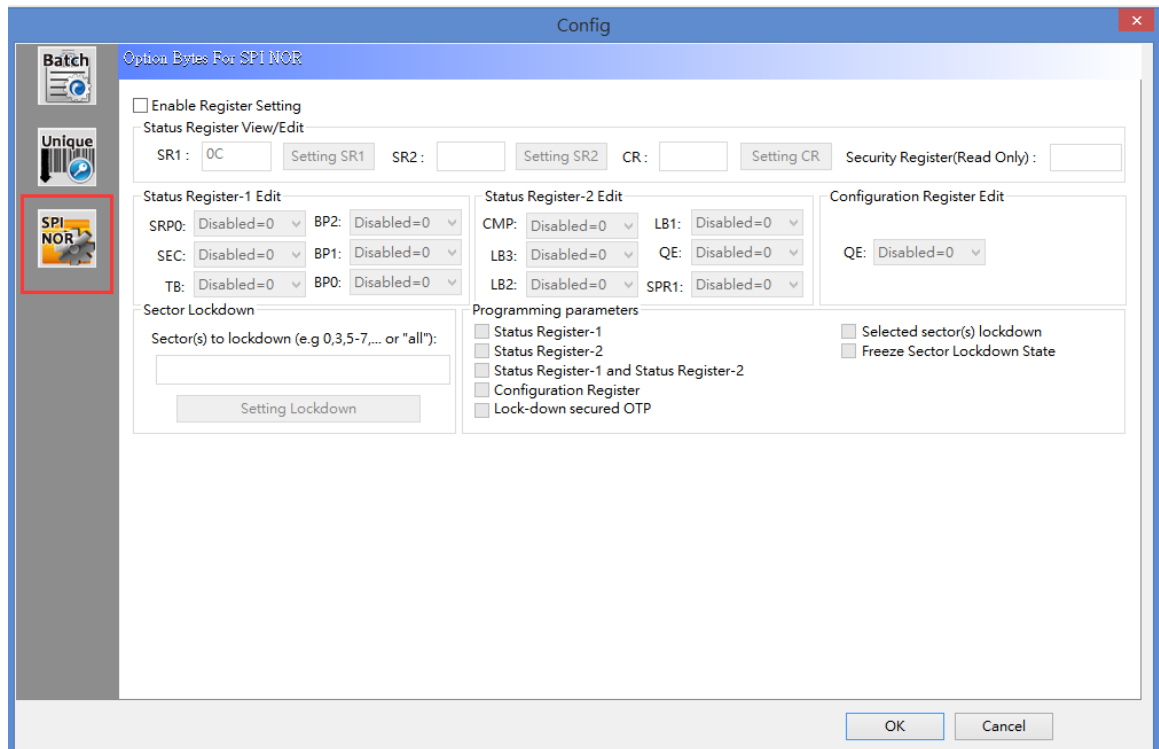 Config
Batch
Option Bytes For SPI NOR
Enable Register Setting
Status Register View/Edit
SR1 : 0C Setting SR1 SR2 : Setting SR2 CR : Setting CR Security Register(Read Only) :
Unique
Status Register-1 Edit Status Register-2 Edit Configuration Register Edit
SPI
NOR
SRP0: Disabled=0 BP2: Disabled=0 CMP: Disabled=0 LB1: Disabled=0
SEC: Disabled=0 BP1: Disabled=0 LB3: Disabled=0 QE: Disabled=0 QE: Disabled=0
TB: Disabled=0 BP0: Disabled=0 LB2: Disabled=0 SPR1: Disabled=0
Sector Lockdown Programming parameters
Sector(s) to lockdown (e.g 0,3,5-7,... or "all"):
Setting Lockdown
Status Register-1
Status Register-2
Status Register-1 and Status Register-2
Configuration Register
Lock-down secured OTP
Selected sector(s) lockdown
Freeze Sector Lockdown State
OK Cancel